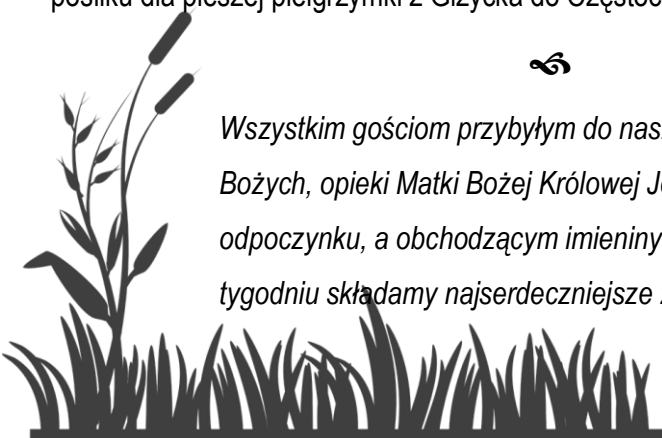 posiłku dla pieszej pielgrzymki z Giżycka do
Wszystkim gościom przybyłym do
Bożych, opieki Matki Bożej Królowej
odpoczynku, a obchodzącym imieniny
tygodniu składamy najserdeczniejsze